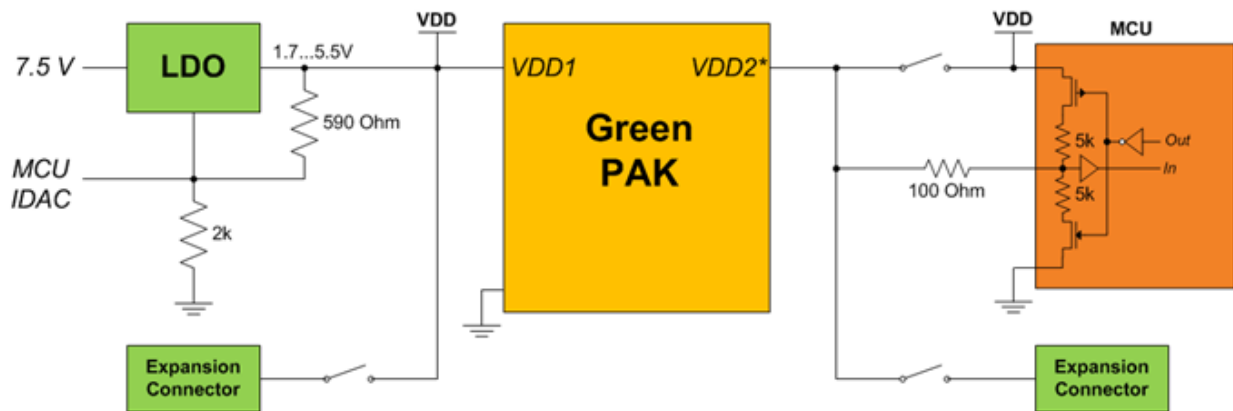 VDD
VDD
MCU
7.5 V
LDO
1.7...5.5V
VDD1
VDD2*
590 Ohm
Green
PAK
5k
Out
In
MCU
IDAC
100 Ohm
5k
2k
Expansion
Connector
Expansion
Connector